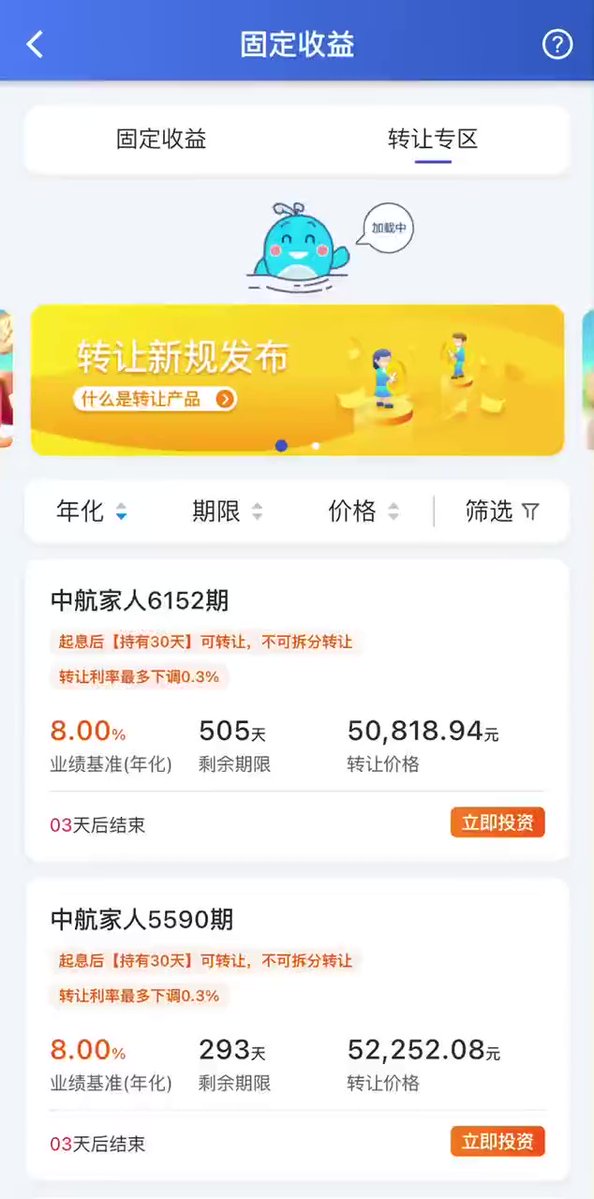 固定收益
?
固定收益 转让专区
加载中
转让新规发布
什么是转让产品
年化 期限 价格 筛选
中航家人6152期
起息后【持有30天】可转让，不可拆分转让
转让利率最多下调0.3%
8.00% 505天 50,818.94元
业绩基准(年化) 剩余期限 转让价格
03天后结束 立即投资
中航家人5590期
起息后【持有30天】可转让，不可拆分转让
转让利率最多下调0.3%
8.00% 293天 52,252.08元
业绩基准(年化) 剩余期限 转让价格
03天后结束 立即投资